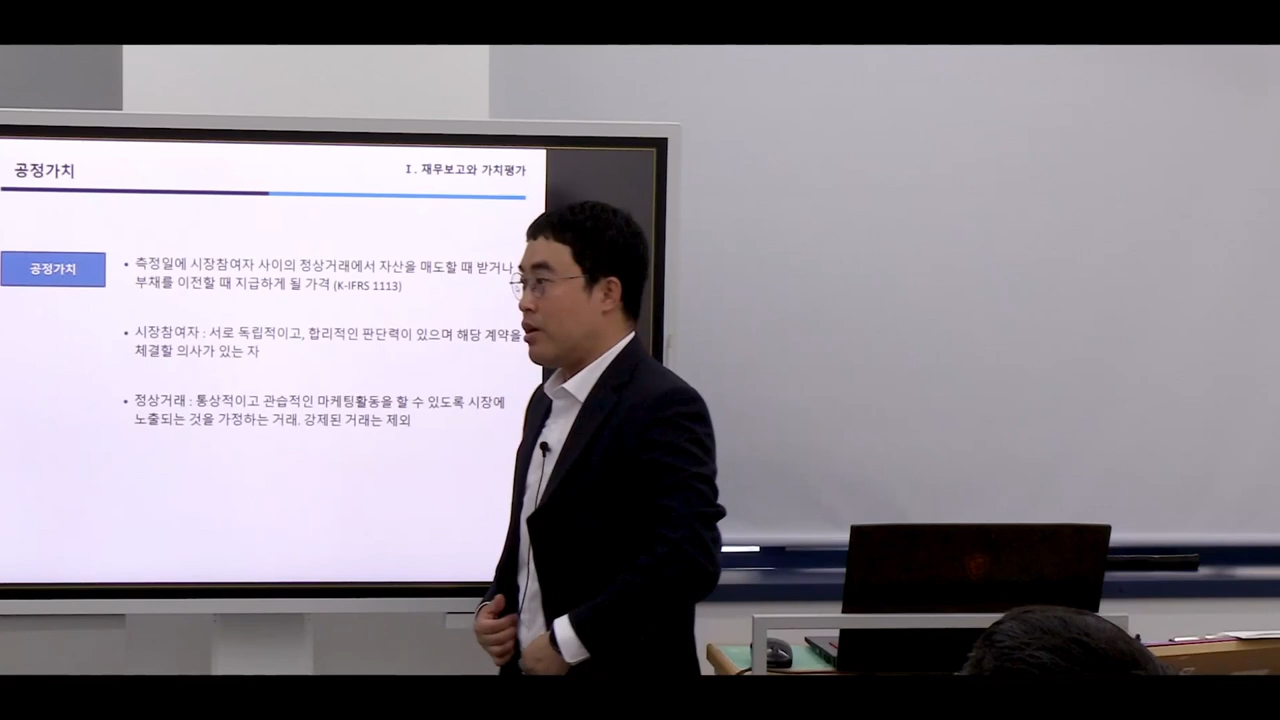 공정가치
I. 재무보고와 가치평가
공정가치
• 측정일에 시장참여자 사이의 정상거래에서 자산을 매도할 때 받거나
부채를 이전할 때 지급하게 될 가격 (K-IFRS 1113)
• 시장참여자 : 서로 독립적이고, 합리적인 판단력이 있으며 해당 계약을
체결할 의사가 있는 자
• 정상거래 : 통상적이고 관습적인 마케팅활동을 할 수 있도록 시장에
노출되는 것을 가정하는 거래. 강제된 거래는 제외